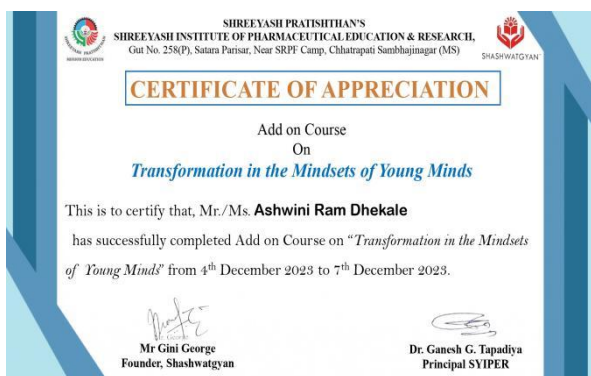 SHREEYASH PRATISHTHAN'S
SHREEYASH INSTITUTE OF PHARMACEUTICAL EDUCATION & RESEARCH,
Gut No. 258(P), Satara Parisar, Near SRPF Camp, Chhatrapati Sambhajinagar (MS)
SHASHWATGYAN
CERTIFICATE OF APPRECIATION
Add on Course
On
Transformation in the Mindsets of Young Minds
This is to certify that, Mr./Ms. Ashwini Ram Dhekale
has successfully completed Add on Course on "Transformation in the Mindsets
of Young Minds" from 4th December 2023 to 7th December 2023.
Mr Gini George
Founder, Shashwatgyan
Dr. Ganesh G. Tapadiya
Principal SYIPER